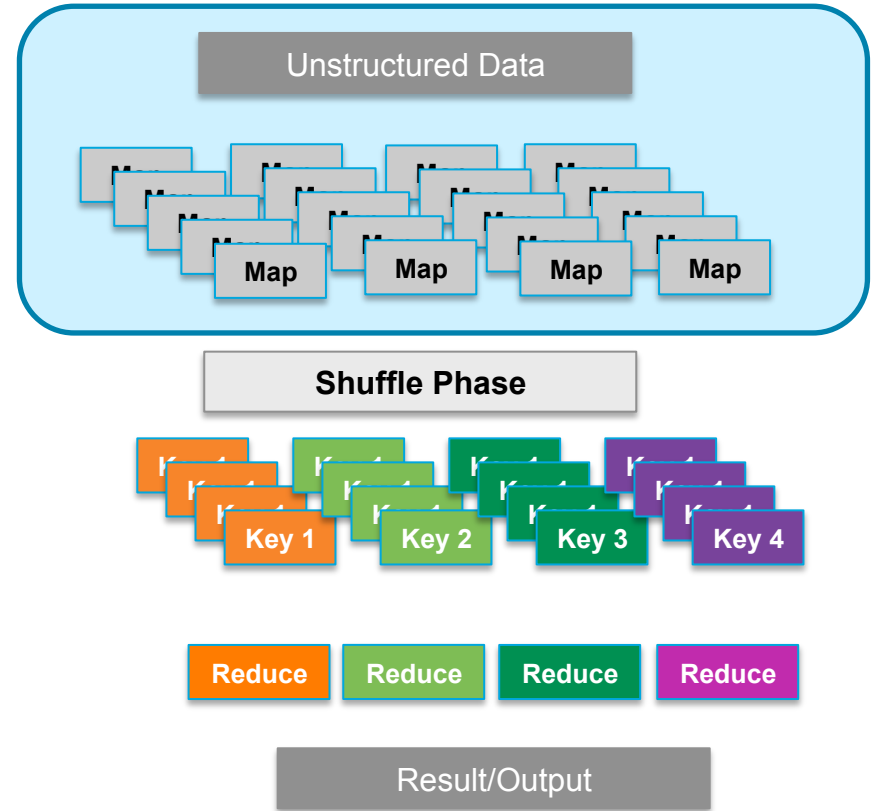 Unstructured Data
Map Map Map Map
Shuffle Phase
Key 1 Key 2 Key 3 Key 4
Reduce Reduce Reduce Reduce
Result/Output